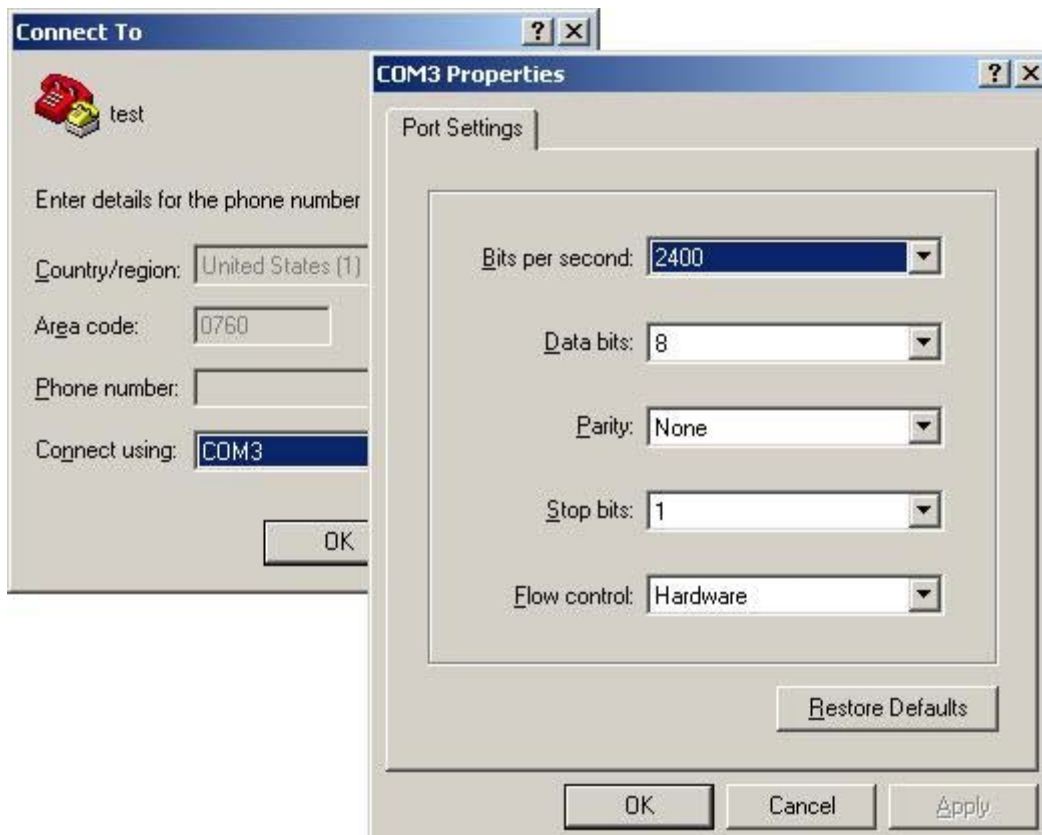 Connect To
test
Enter details for the phone number
Country/region: United States (1)
Area code: 0760
Phone number:
Connect using: COM3
OK
COM3 Properties
Port Settings
Bits per second: 2400
Data bits: 8
Parity: None
Stop bits: 1
Flow control: Hardware
Restore Defaults
OK Cancel Apply